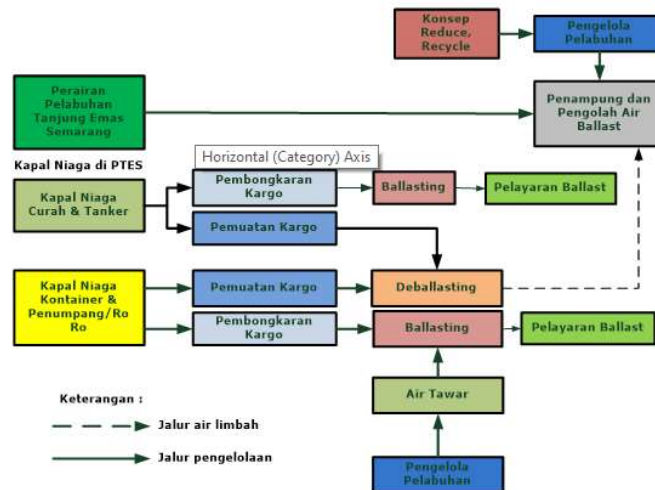 Konsep
Reduce,
Recycle
Pengelola
Pelabuhan
Perairan
Pelabuhan
Tanjung Emas
Semarang
Penampung dan
Pengolah Air
Ballast
Kapal Niaga di PTES
Horizontal (Category) Axis
Kapal Niaga
Curah & Tanker
Pembongkaran
Kargo
Ballasting
Pelayaran Ballast
Pemuatan Kargo
Kapal Niaga
Kontainer &
Penumpang/Ro
Ro
Pemuatan Kargo
Deballasting
Pembongkaran
Kargo
Ballasting
Pelayaran Ballast
Air Tawar
Keterangan :
Jalur air limbah
Jalur pengelolaan
Pengelola
Pelabuhan